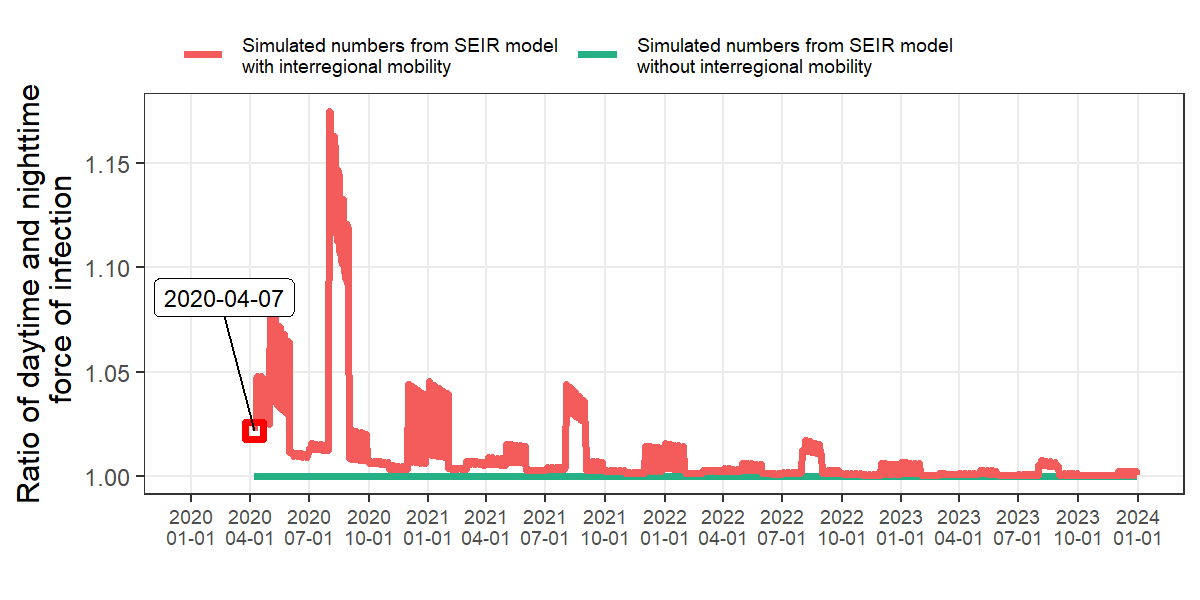 Simulated numbers from SEIR model
with interregional mobility
Simulated numbers from SEIR model
without interregional mobility
Ratio of daytime and nighttime
force of infection
1.15
1.10
1.05
1.00
2020-04-07
2020 2020 2020 2020 2021 2021 2021 2021 2022 2022 2022 2022 2023 2023 2023 2023 2024
01-01 04-01 07-01 10-01 01-01 04-01 07-01 10-01 01-01 04-01 07-01 10-01 01-01 04-01 07-01 10-01 01-01